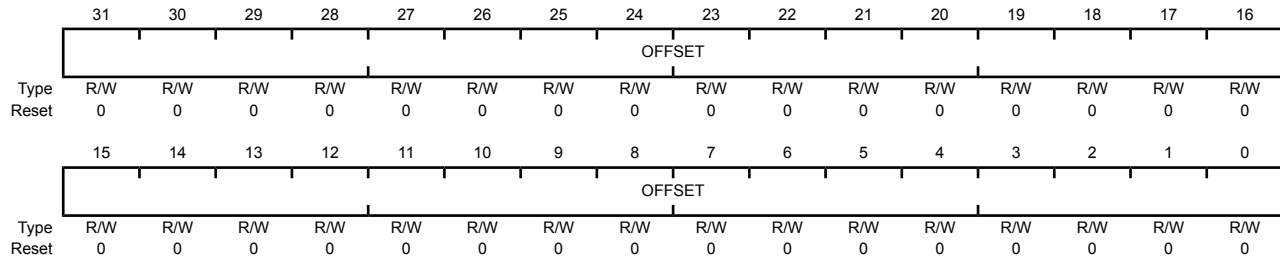 31 30 29 28 27 26 25 24 23 22 21 20 19 18 17 16
OFFSET
Type R/W R/W R/W R/W R/W R/W R/W R/W R/W R/W R/W R/W R/W R/W R/W R/W
Reset 0 0 0 0 0 0 0 0 0 0 0 0 0 0 0 0
15 14 13 12 11 10 9 8 7 6 5 4 3 2 1 0
OFFSET
Type R/W R/W R/W R/W R/W R/W R/W R/W R/W R/W R/W R/W R/W R/W R/W R/W
Reset 0 0 0 0 0 0 0 0 0 0 0 0 0 0 0 0